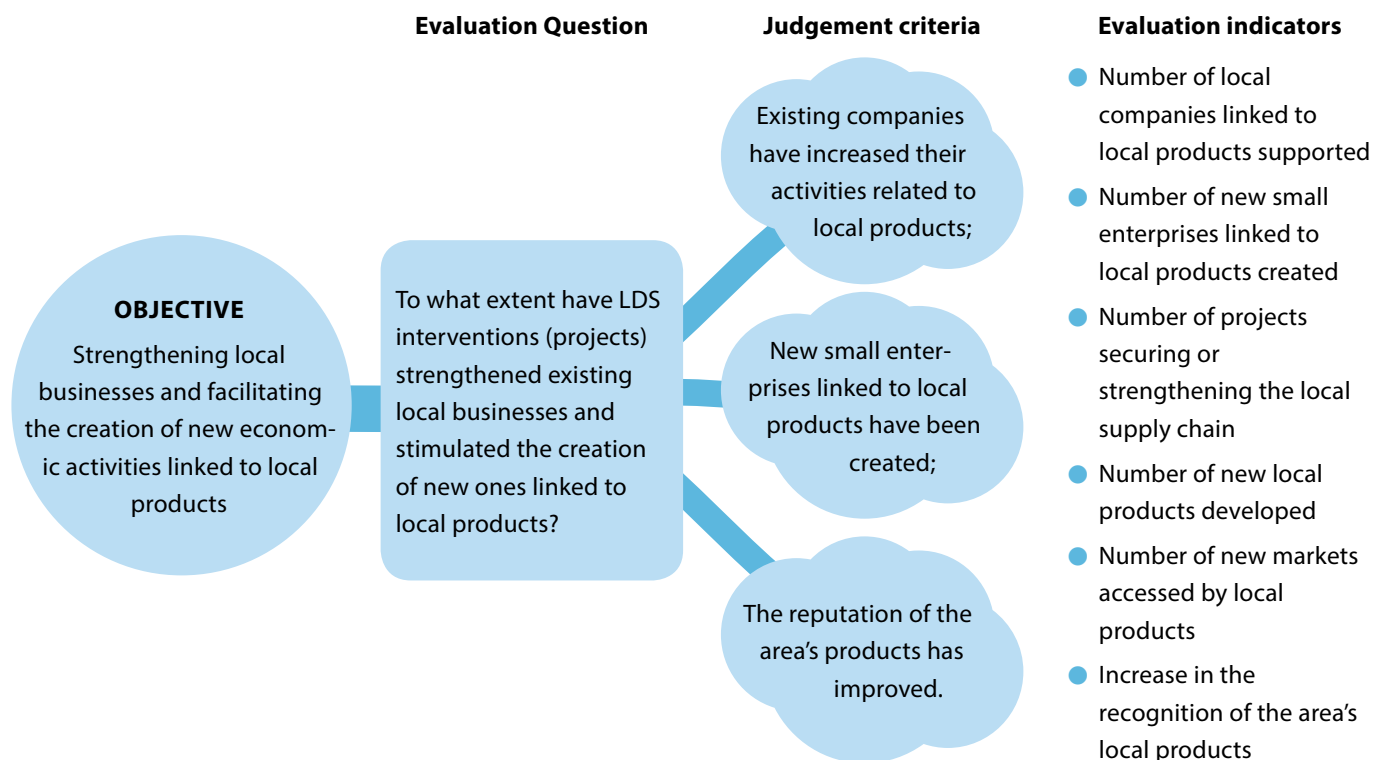 Evaluation Question
Judgement criteria
Evaluation indicators
OBJECTIVE
Strengthening local
businesses and facilitating
the creation of new econom-
ic activities linked to local
products
To what extent have LDS
interventions (projects)
strengthened existing
local businesses and
stimulated the creation
of new ones linked to
local products?
Existing companies
have increased their
activities related to
local products;
New small enter-
prises linked to local
products have been
created;
The reputation of the
area’s products has
improved.
Number of local
companies linked to
local products supported
Number of new small
enterprises linked to
local products created
Number of projects
securing or
strengthening the local
supply chain
Number of new local
products developed
Number of new markets
accessed by local
products
Increase in the
recognition of the area’s
local products